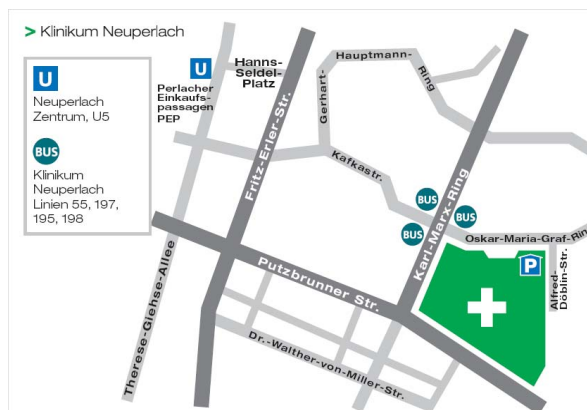 > Klinikum Neuperlach
U
Neuperlach
Zentrum, U5
BUS
Klinikum
Neuperlach
Linien 55, 197,
195, 198
U
Perlacher
Einkaufs-
passagen
PEP
Hanns-
Seidel-
Platz
Fritz-Erler-Str.
Gerhart-
Hauptmann-
Ring
Kafkastr.
BUS
BUS
BUS
Karl-Marx-Ring
Oskar-Maria-Graf-Rin
P
Alfred-
Döblin-Str.
Putzbrunner Str.
Therese-Giehse-Allee
Dr.-Walther-von-Miller-Str.